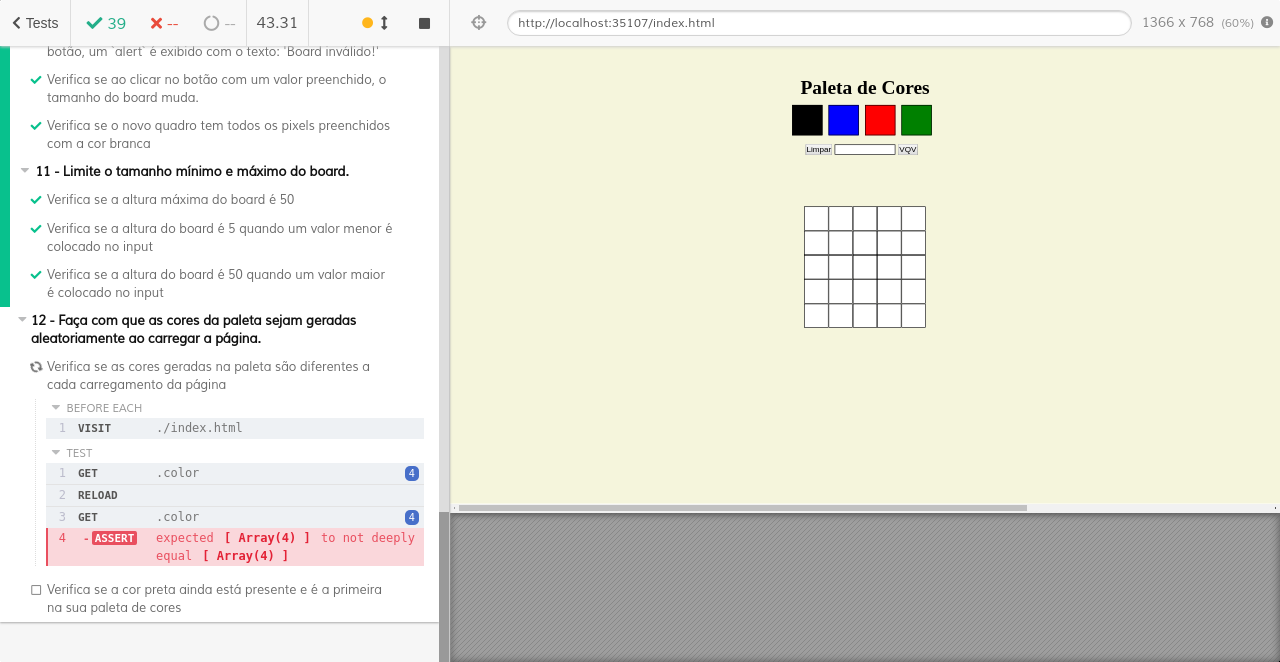 Tests
39
--
--
43.31
http://localhost:35107/index.html
1366 x 768 (60%)
botão, um `alert` é exibido com o texto: 'Board inválido!'
Verifica se ao clicar no botão com um valor preenchido, o
tamanho do board muda.
Verifica se o novo quadro tem todos os pixels preenchidos
com a cor branca
11 - Limite o tamanho mínimo e máximo do board.
Verifica se a altura máxima do board é 50
Verifica se a altura do board é 5 quando um valor menor é
colocado no input
Verifica se a altura do board é 50 quando um valor maior
é colocado no input
12 - Faça com que as cores da paleta sejam geradas
aleatoriamente ao carregar a página.
Verifica se as cores geradas na paleta são diferentes a
cada carregamento da página
BEFORE EACH
1 VISIT ./index.html
TEST
1 GET .color 4
2 RELOAD
3 GET .color 4
4 -ASSERT expected [ Array(4) ] to not deeply
equal [ Array(4) ]
Verifica se a cor preta ainda está presente e é a primeira
na sua paleta de cores
Paleta de Cores
Limpar VQV